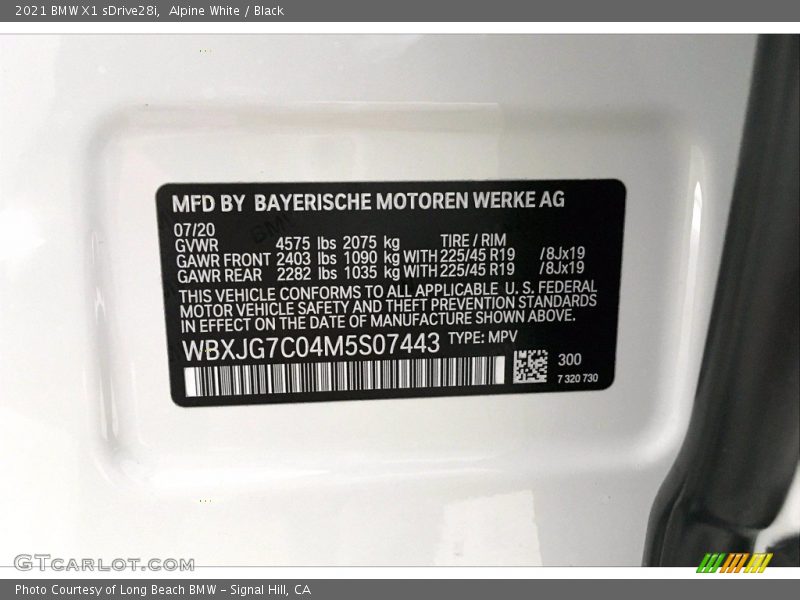 2021 BMW X1 sDrive28i, Alpine White / Black
MFD BY BAYERISCHE MOTOREN WERKE AG
07/20
GVWR 4575 lbs 2075 kg TIRE / RIM
GAWR FRONT 2403 lbs 1090 kg WITH 225/45 R19 /8Jx19
GAWR REAR 2282 lbs 1035 kg WITH 225/45 R19 /8Jx19
THIS VEHICLE CONFORMS TO ALL APPLICABLE U. S. FEDERAL
MOTOR VEHICLE SAFETY AND THEFT PREVENTION STANDARDS
IN EFFECT ON THE DATE OF MANUFACTURE SHOWN ABOVE.
WBXJG7C04M5S07443 TYPE: MPV
300
7 320 730
GTCARLOT.COM
Photo Courtesy of Long Beach BMW - Signal Hill, CA